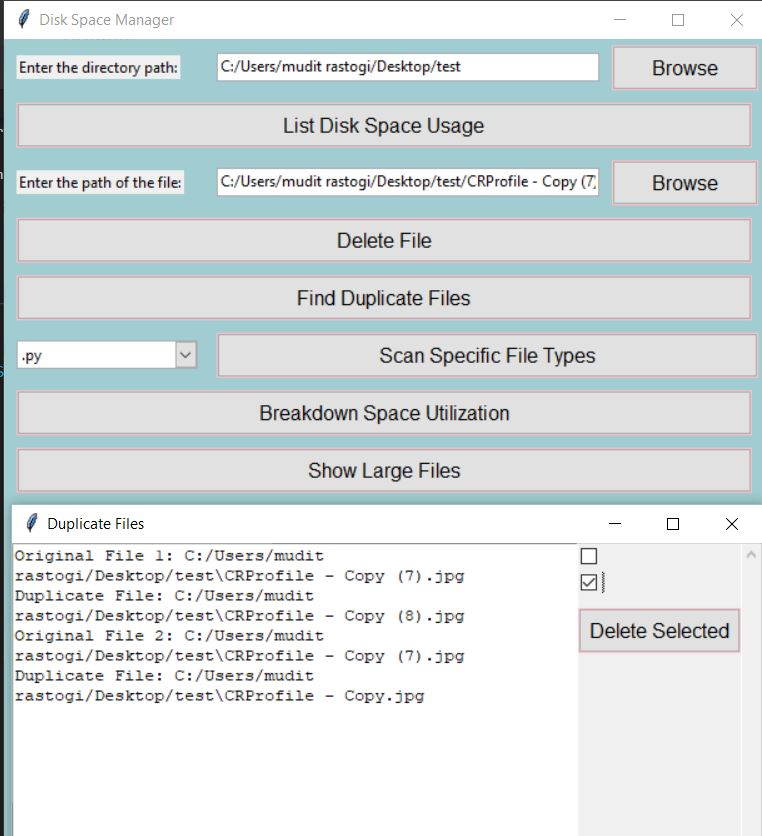 Disk Space Manager
Enter the directory path: C:/Users/mudit rastogi/Desktop/test Browse
List Disk Space Usage
Enter the path of the file: C:/Users/mudit rastogi/Desktop/test/CRProfile - Copy (7) Browse
Delete File
Find Duplicate Files
.py Scan Specific File Types
Breakdown Space Utilization
Show Large Files
Duplicate Files
Original File 1: C:/Users/mudit
rastogi/Desktop/test\CRProfile - Copy (7).jpg
Duplicate File: C:/Users/mudit
rastogi/Desktop/test\CRProfile - Copy (8).jpg
Original File 2: C:/Users/mudit
rastogi/Desktop/test\CRProfile - Copy (7).jpg
Duplicate File: C:/Users/mudit
rastogi/Desktop/test\CRProfile - Copy.jpg
Delete Selected